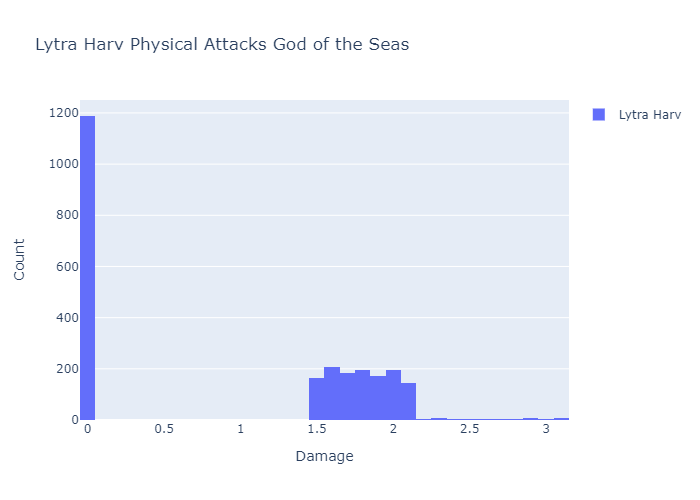 Lytra Harv Physical Attacks God of the Seas
Lytra Harv
1200
1000
800
600
400
200
0
Count
0 0.5 1 1.5 2 2.5 3
Damage